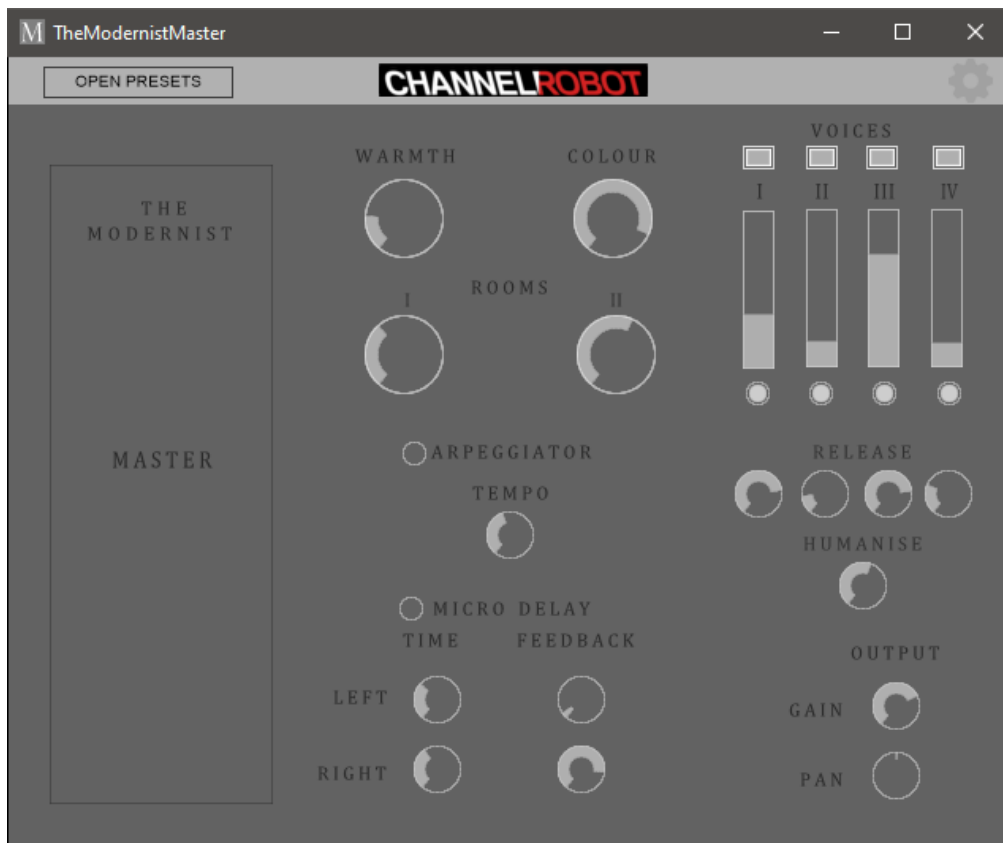 M TheModernistMaster
OPEN PRESETS
CHANNELROBOT
THE
MODERNIST
MASTER
WARMTH
COLOUR
ROOMS
I
II
ARPEGGIATOR
TEMPO
MICRO DELAY
TIME
FEEDBACK
LEFT
RIGHT
VOICES
I II III IV
RELEASE
HUMANISE
OUTPUT
GAIN
PAN